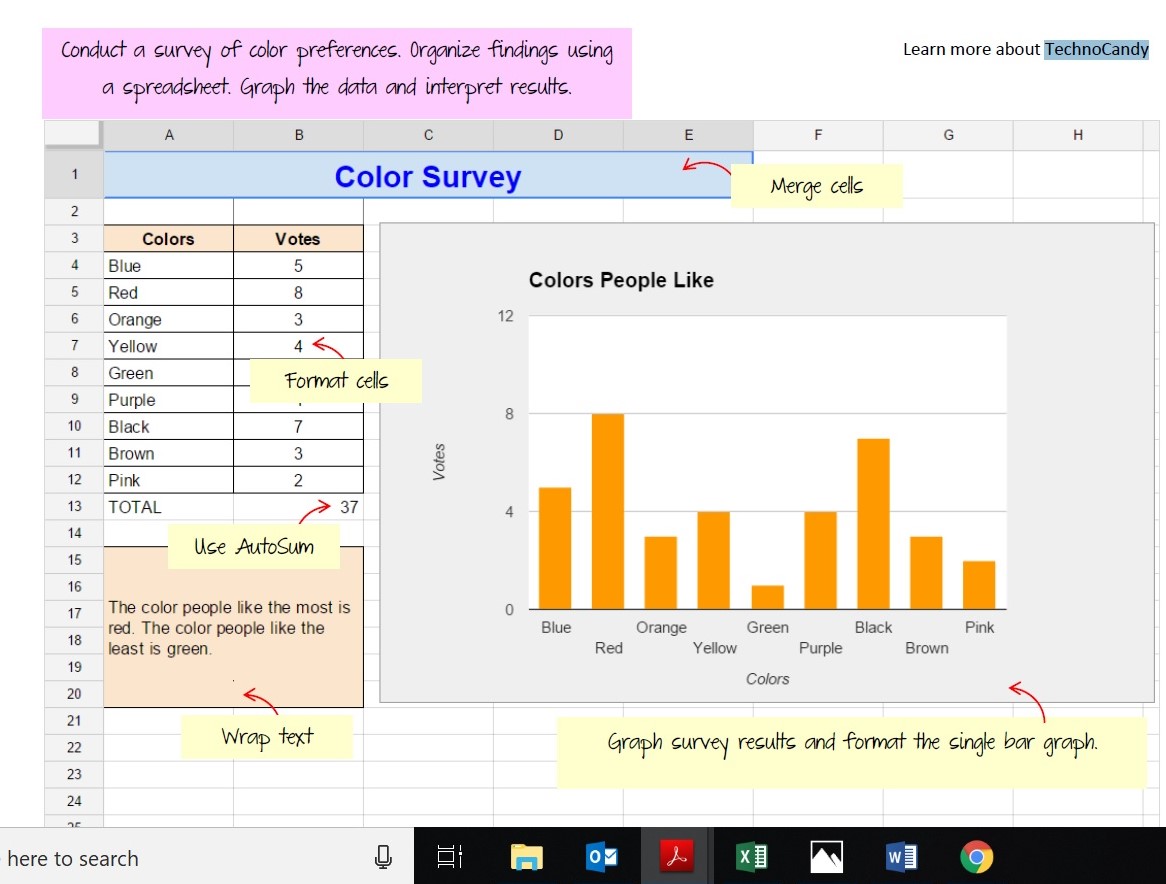 Conduct a survey of color preferences. Organize findings using
a spreadsheet. Graph the data and interpret results.
Learn more about TechnoCandy
A B C D E F G H
1 Color Survey
Merge cells
2
3 Colors Votes
4 Blue 5
5 Red 8
6 Orange 3
7 Yellow 4
8 Green
Format cells
9 Purple
10 Black 7
11 Brown 3
12 Pink 2
13 TOTAL 37
14
Use AutoSum
15
16
17
18
19
20
The color people like the most is
red. The color people like the
least is green.
Wrap text
21
22
23
24
Colors People Like
12
8
4
0
Votes
Blue Orange Green Black Pink
Red Yellow Purple Brown
Colors
Graph survey results and format the single bar graph.
here to search